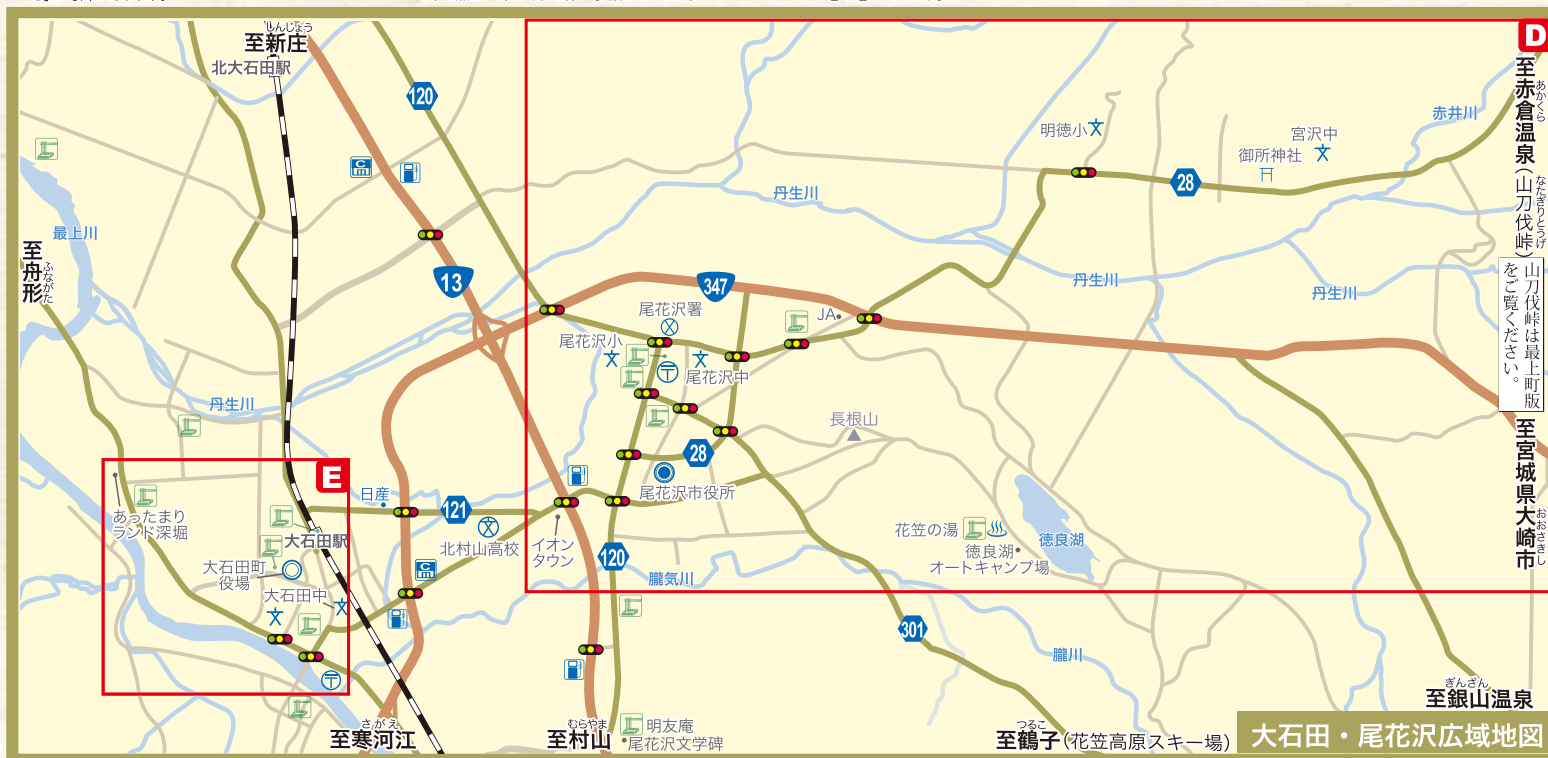 しんじょう
至新庄
北大石田駅
120
D
至赤倉温泉(山刀伐峠)
あかくら
なたぎりとうげ
山刀伐峠は最上町版
をご覧ください。
赤井川
明徳小
宮沢中
御所神社
28
丹生川
最上川
至舟形
ふながた
13
347
丹生川
丹生川
尾花沢署
JA
尾花沢小
尾花沢中
丹生川
長根山
28
至宮城県大崎市
おおさきし
E
日産
尾花沢市役所
121
あったまり
ランド深堀
大石田駅
北村山高校
イオン
タウン
花笠の湯
徳良湖
徳良湖
オートキャンプ場
120
大石田町
役場
朧気川
大石田中
301
朧川
ぎんざん
至銀山温泉
さがえ
至寒河江
むらやま
至村山
明友庵
尾花沢文学碑
つるこ
至鶴子(花笠高原スキー場)
大石田・尾花沢広域地図